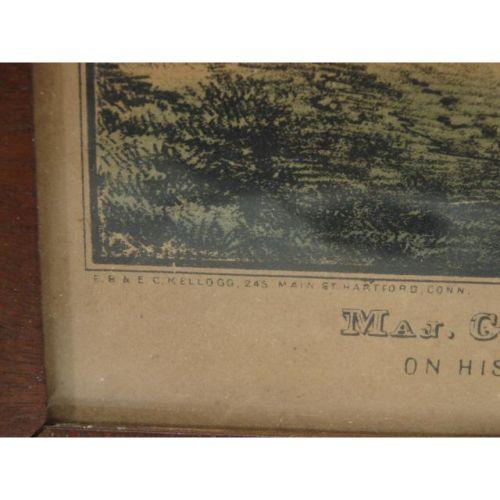 E. B. & E. C. KELLOGG, 245 MAIN ST. HARTFORD, CONN.
MAJ.
ON HIS